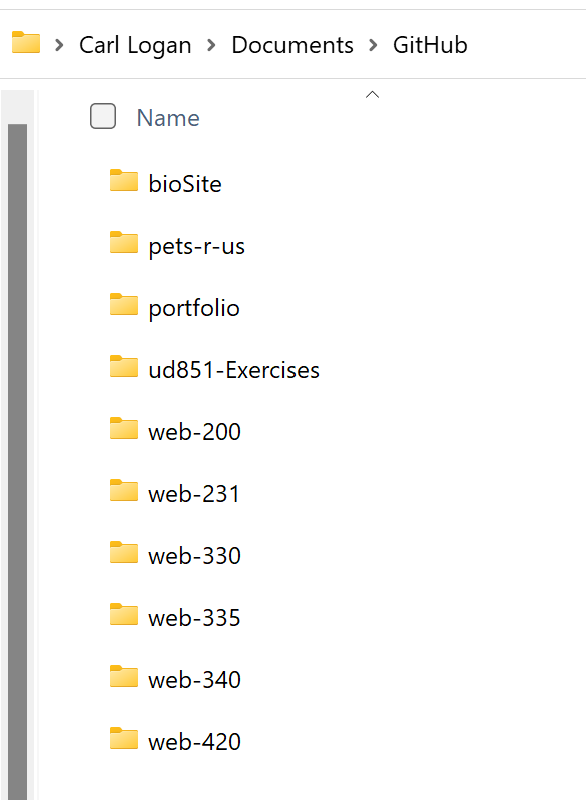 Carl Logan > Documents > GitHub
Name
bioSite
pets-r-us
portfolio
ud851-Exercises
web-200
web-231
web-330
web-335
web-340
web-420